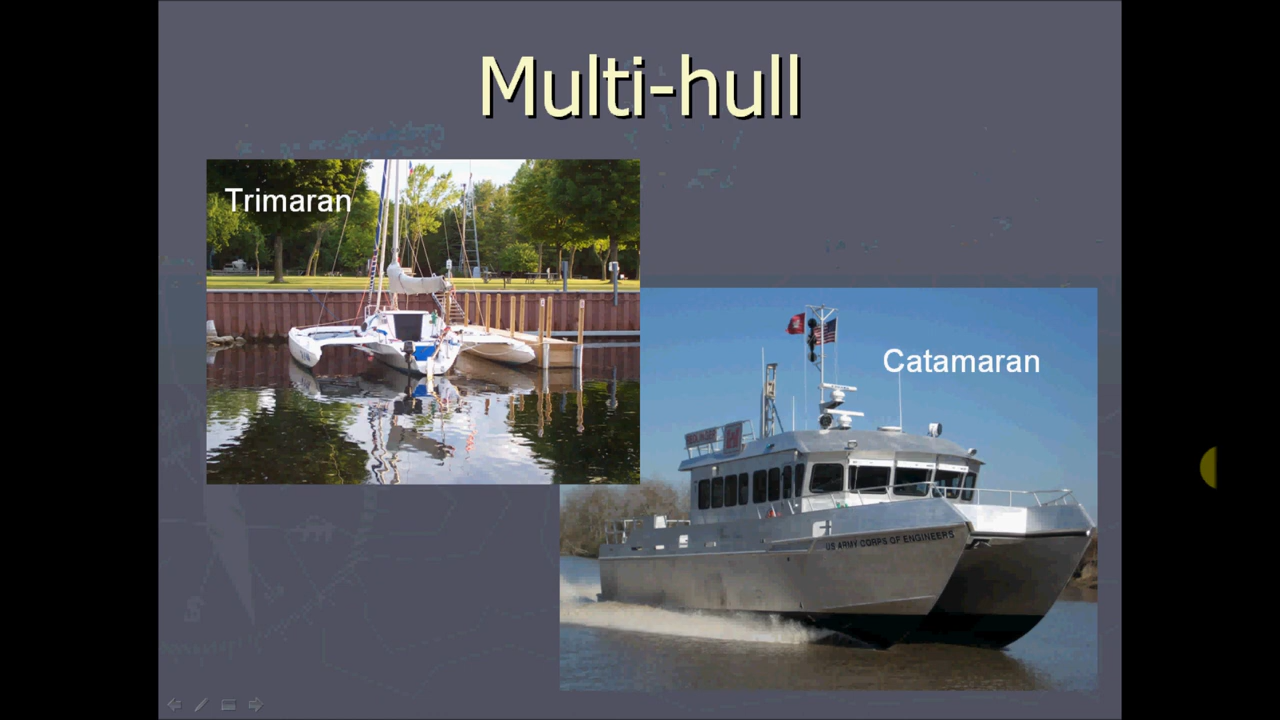 Multi-hull
Trimaran
Catamaran
US ARMY CORPS OF ENGINEERS